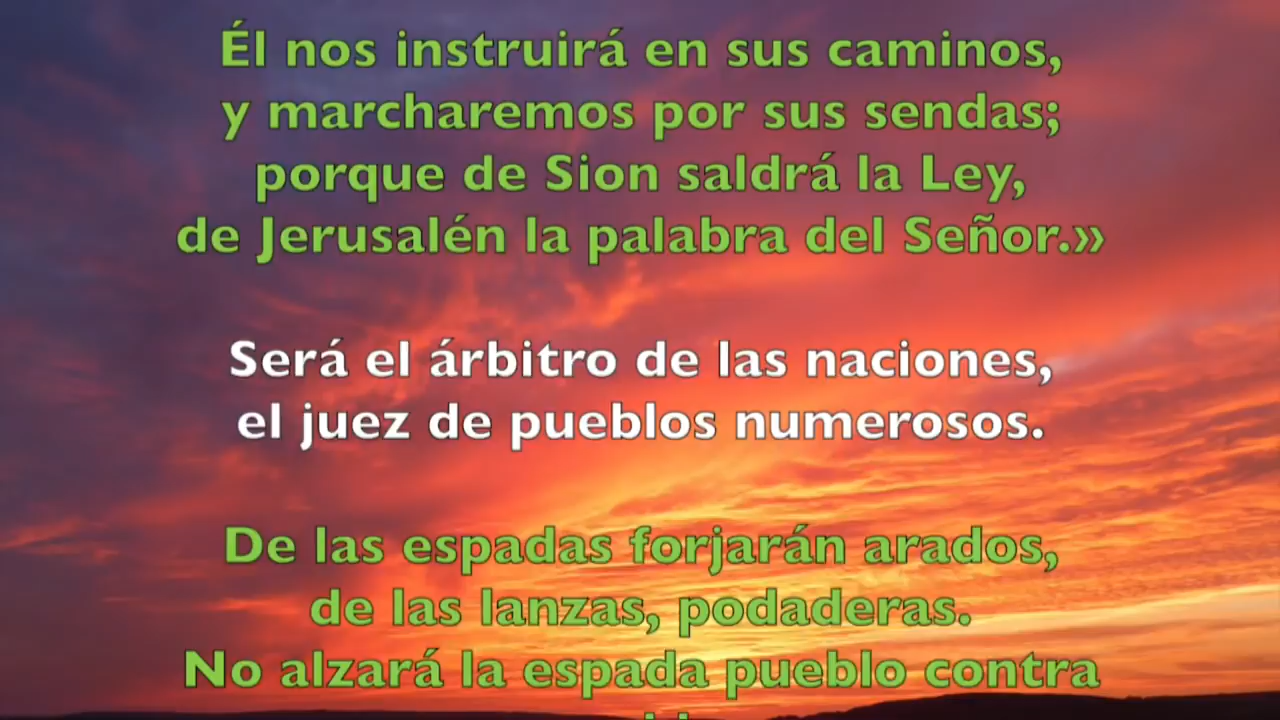 Él nos instruirá en sus caminos,
y marcharemos por sus sendas;
porque de Sion saldrá la Ley,
de Jerusalén la palabra del Señor.»
Será el árbitro de las naciones,
el juez de pueblos numerosos.
De las espadas forjarán arados,
de las lanzas, podaderas.
No alzará la espada pueblo contra